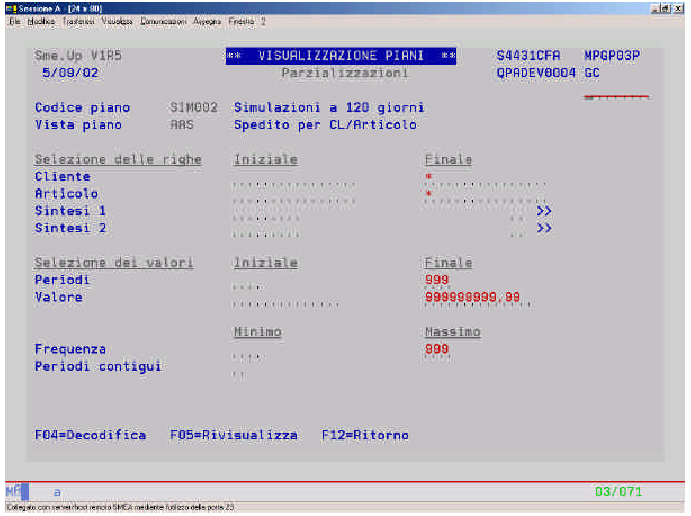 Sessione A - [24 x 80]
File Modifica Trasferisci Visualizza Comunicazioni Assegna Finestra ?
Sme.Up V1R5 ** VISUALIZZAZIONE PIANI ** S4431CFA MPGP03P
5/09/02 Parzializzazioni QPADEV0004 GC
Codice piano SIM002 Simulazioni a 120 giorni
Vista piano AAS Spedito per CL/Articolo
Selezione delle righe Iniziale Finale
Cliente *
Articolo *
Sintesi 1 >>
Sintesi 2 >>
Selezione dei valori Iniziale Finale
Periodi 999
Valore 999999999,99
Minimo Massimo
Frequenza 999
Periodi contigui
F04=Decodifica F05=Rivisualizza F12=Ritorno
a 03/071
Collegato con server/host remoto SMEA mediante l'utilizzo della porta 23